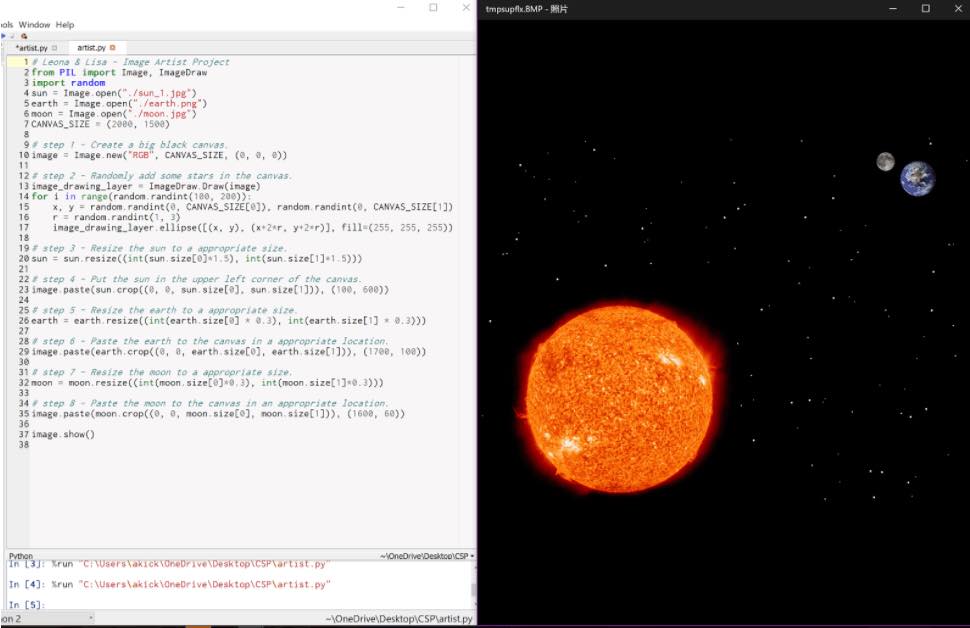 tmpsupflx.BMP - 照片
ols Window Help
*artist.py
artist.py
1 # Leona & Lisa - Image Artist Project
2 from PIL import Image, ImageDraw
3 import random
4 sun = Image.open("./sun_1.jpg")
5 earth = Image.open("./earth.png")
6 moon = Image.open("./moon.jpg")
7 CANVAS_SIZE = (2000, 1500)
8
9 # step 1 - Create a big black canvas.
10 image = Image.new("RGB", CANVAS_SIZE, (0, 0, 0))
11
12 # step 2 - Randomly add some stars in the canvas.
13 image_drawing_layer = ImageDraw.Draw(image)
14 for i in range(random.randint(100, 200)):
15     x, y = random.randint(0, CANVAS_SIZE[0]), random.randint(0, CANVAS_SIZE[1])
16     r = random.randint(1, 3)
17     image_drawing_layer.ellipse([(x, y), (x+2*r, y+2*r)], fill=(255, 255, 255))
18
19 # step 3 - Resize the sun to a appropriate size.
20 sun = sun.resize((int(sun.size[0]*1.5), int(sun.size[1]*1.5)))
21
22 # step 4 - Put the sun in the upper left corner of the canvas.
23 image.paste(sun.crop((0, 0, sun.size[0], sun.size[1])), (100, 600))
24
25 # step 5 - Resize the earth to a appropriate size.
26 earth = earth.resize((int(earth.size[0] * 0.3), int(earth.size[1] * 0.3)))
27
28 # step 6 - Paste the earth to the canvas in a appropriate location.
29 image.paste(earth.crop((0, 0, earth.size[0], earth.size[1])), (1700, 100))
30
31 # step 7 - Resize the moon to a appropriate size.
32 moon = moon.resize((int(moon.size[0]*0.3), int(moon.size[1]*0.3)))
33
34 # step 8 - Paste the moon to the canvas in an appropriate location.
35 image.paste(moon.crop((0, 0, moon.size[0], moon.size[1])), (1600, 60))
36
37 image.show()
38
Python
~\OneDrive\Desktop\CSP
In [3]: %run "C:\Users\akick\OneDrive\Desktop\CSP\artist.py"
In [4]: %run "C:\Users\akick\OneDrive\Desktop\CSP\artist.py"
In [5]:
on 2
~\OneDrive\Desktop\CSP\artist.py